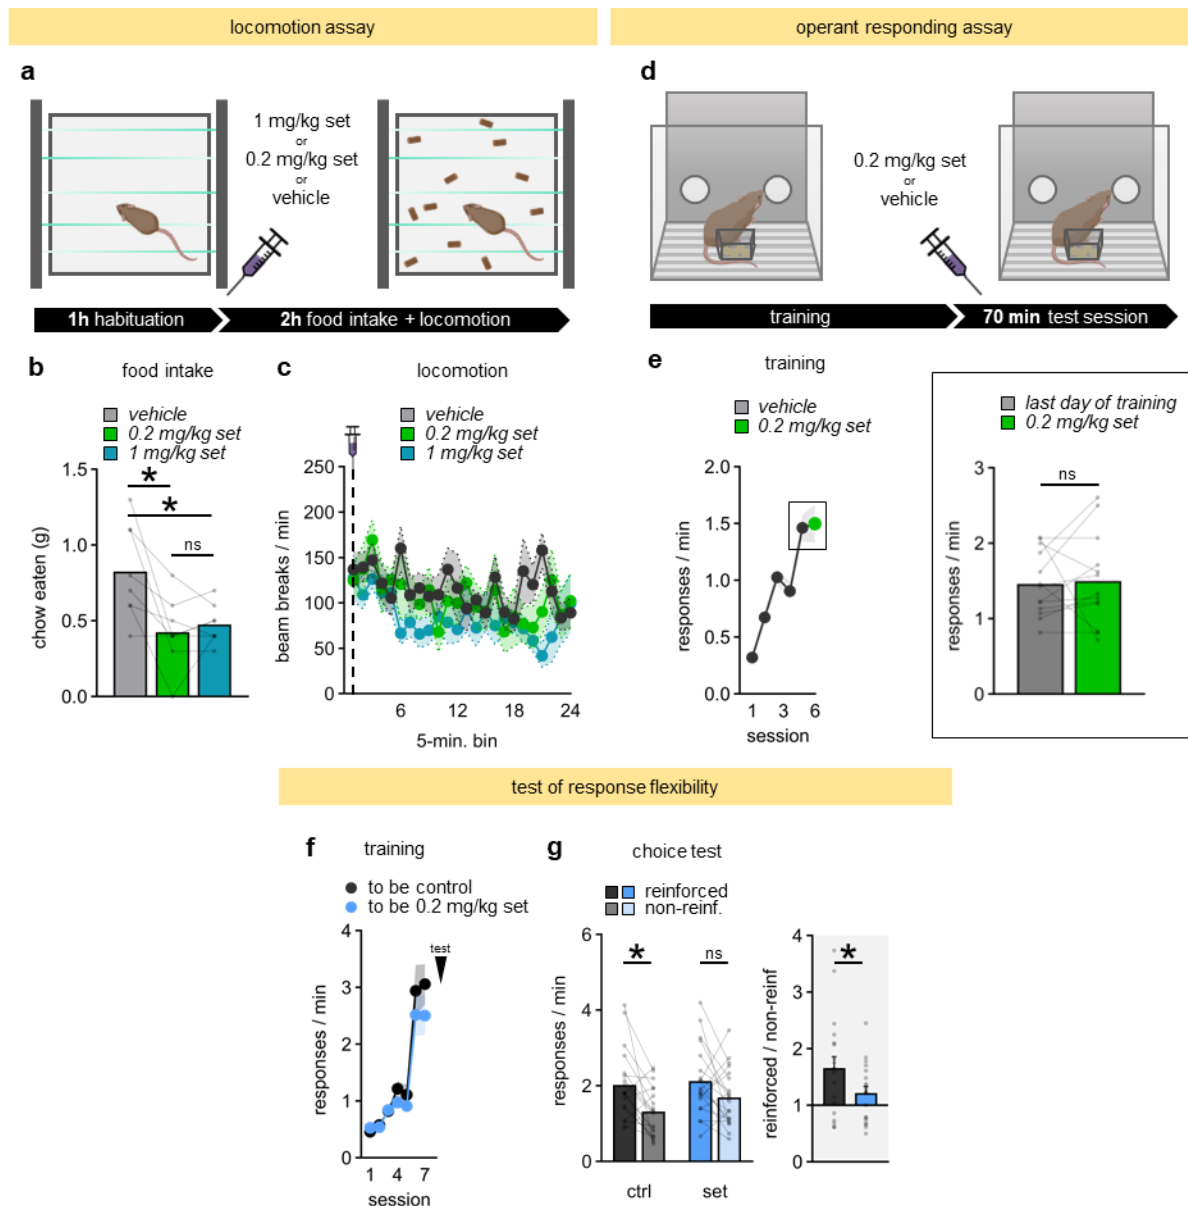 locomotion assay
operant responding assay
a
1 mg/kg set
or
0.2 mg/kg set
or
vehicle
1h habituation
2h food intake + locomotion
d
0.2 mg/kg set
or
vehicle
training
70 min test session
b
food intake
vehicle
0.2 mg/kg set
1 mg/kg set
1.5
1.0
0.5
0.0
chow eaten (g)
*
*
ns
c
locomotion
vehicle
0.2 mg/kg set
1 mg/kg set
250
200
150
100
50
0
beam breaks / min
6
12
18
24
5-min. bin
e
training
vehicle
0.2 mg/kg set
2.0
1.5
1.0
0.5
0.0
responses / min
1
3
6
session
last day of training
0.2 mg/kg set
3
2
1
0
responses / min
ns
test of response flexibility
f
training
to be control
to be 0.2 mg/kg set
4
3
2
1
0
responses / min
test
1
4
7
session
g
choice test
reinforced
non-reinf.
6
4
2
0
responses / min
*
ns
ctrl
set
4
3
2
1
0
reinforced / non-reinf
*